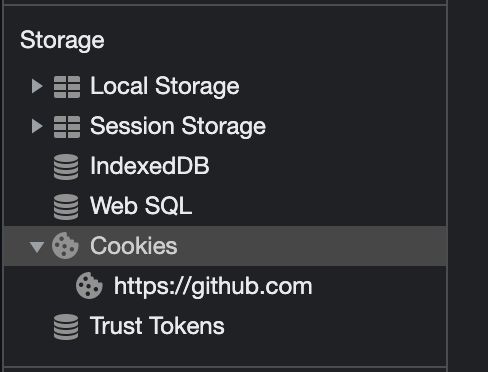 Storage
Local Storage
Session Storage
IndexedDB
Web SQL
Cookies
https://github.com
Trust Tokens